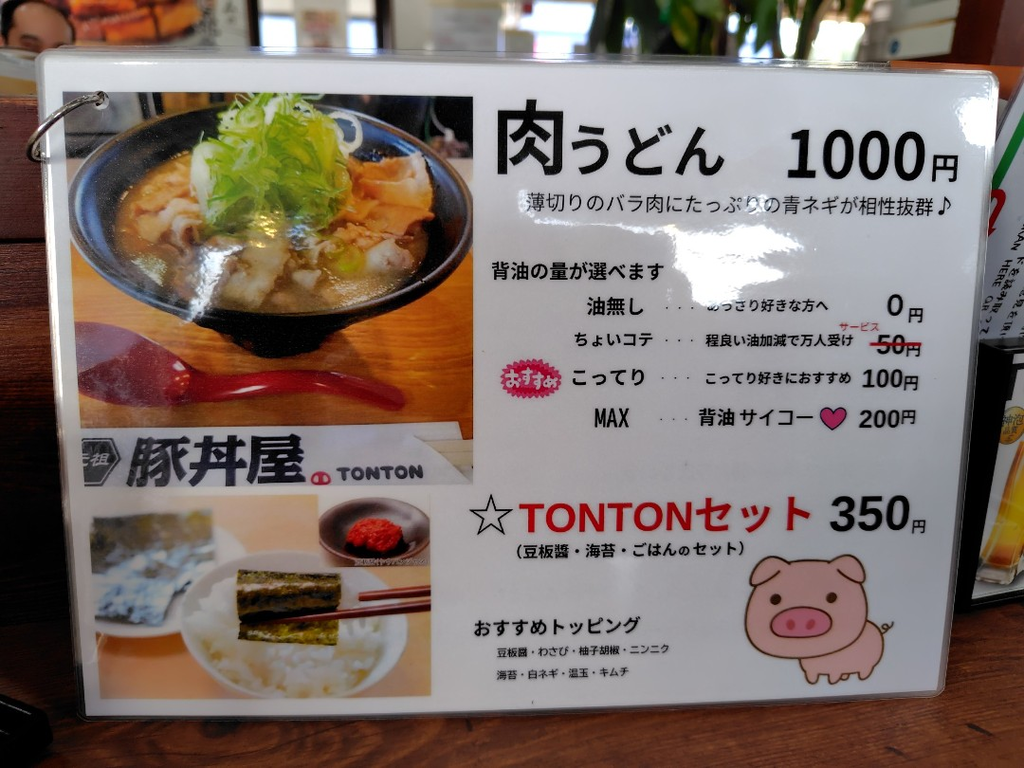 肉うどん 1000円
薄切りのバラ肉にたっぷりの青ネギが相性抜群♪
背油の量が選べます
油無し ・・・ あっさり好きな方へ 0円
サービス
ちょいコテ ・・・ 程良い油加減で万人受け 50円
おすすめ こってり ・・・ こってり好きにおすすめ 100円
MAX ・・・ 背油サイコー♥ 200円
元祖 豚丼屋 TONTON
☆TONTONセット 350円
（豆板醤・海苔・ごはんのセット）
おすすめトッピング
豆板醤・わさび・柚子胡椒・ニンニク
海苔・白ネギ・温玉・キムチ
HERE